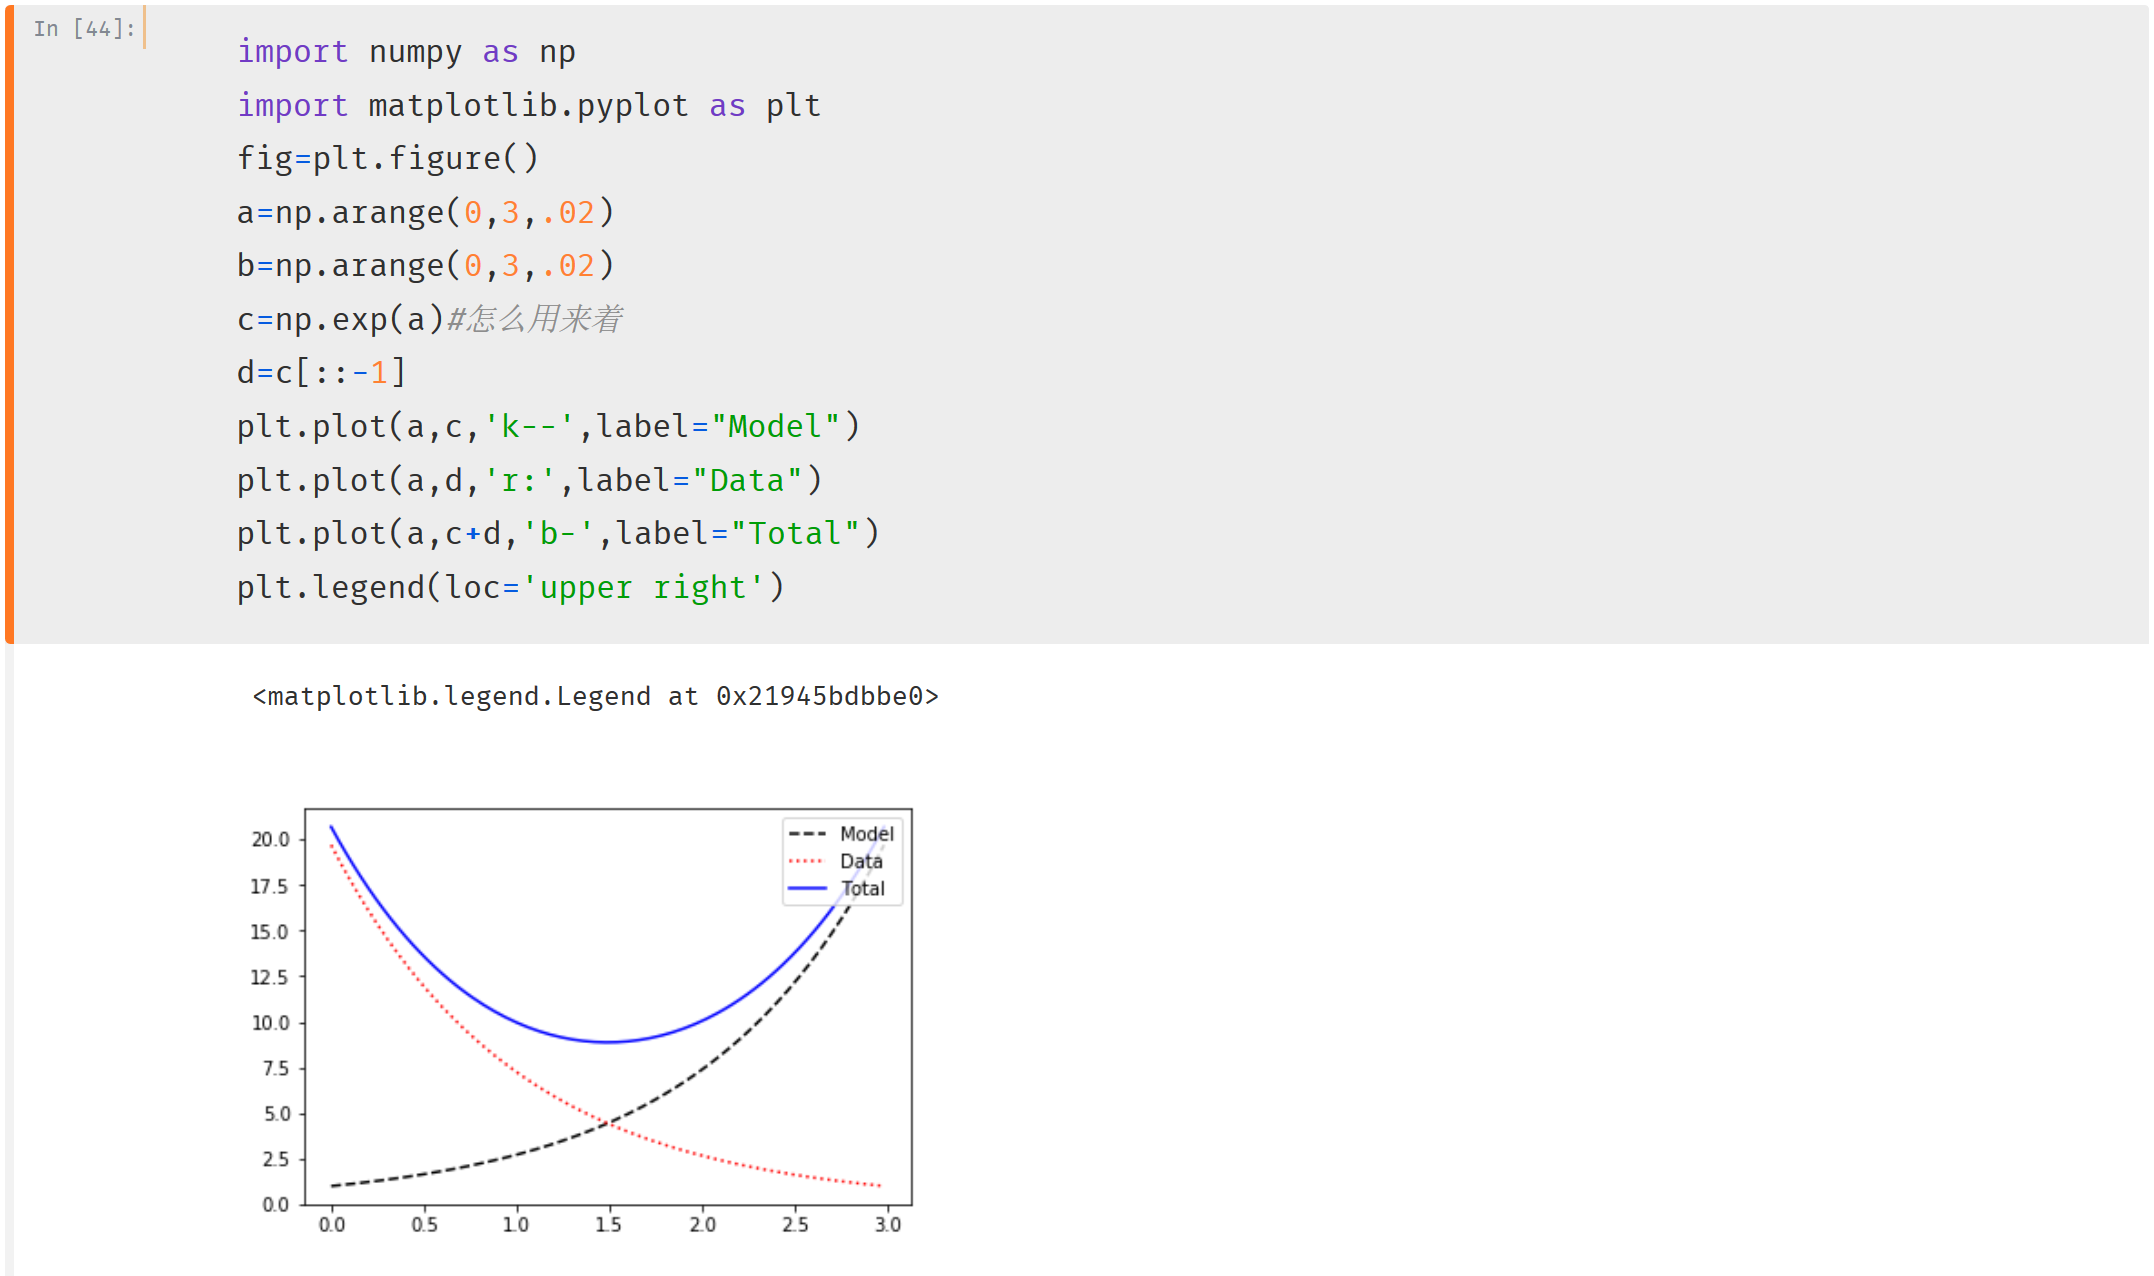 In [44]:
import numpy as np
import matplotlib.pyplot as plt
fig=plt.figure()
a=np.arange(0,3,.02)
b=np.arange(0,3,.02)
c=np.exp(a)#怎么用来着
d=c[::-1]
plt.plot(a,c,'k--',label="Model")
plt.plot(a,d,'r:',label="Data")
plt.plot(a,c+d,'b-',label="Total")
plt.legend(loc='upper right')
<matplotlib.legend.Legend at 0x21945bdbbe0>
Model
Data
Total
20.0
17.5
15.0
12.5
10.0
7.5
5.0
2.5
0.0
0.0 0.5 1.0 1.5 2.0 2.5 3.0